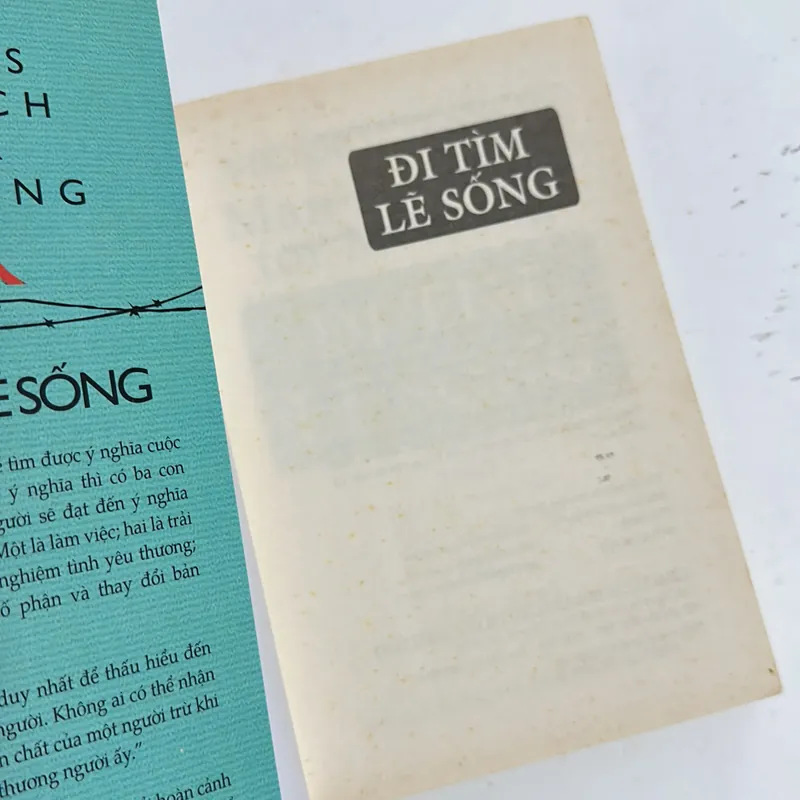 S
CH
NG
SỐNG
tìm được ý nghĩa cuộc
ý nghĩa thì có ba con
gười sẽ đạt đến ý nghĩa
Một là làm việc; hai là trải
nghiệm tình yêu thương;
ố phận và thay đổi bản
duy nhất để thấu hiểu đến
người. Không ai có thể nhận
n chất của một người trừ khi
thương người ấy.”
hoàn cảnh
ĐI TÌM
LẼ SỐNG